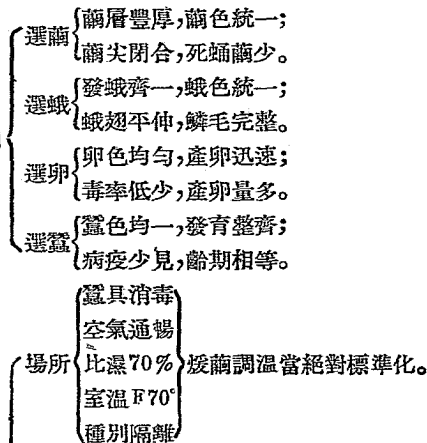 選繭
繭層豐厚,繭色統一;
繭尖閉合,死蛹繭少。
選蛾
發蛾齊一,蛾色統一;
蛾翅平伸,鱗毛完整。
選卵
卵色均勻,產卵迅速;
毒率低少,產卵量多。
選蠶
蠶色均一,發育整齊;
病疫少見,齡期相等。
場所
蠶具消毒
空氣通暢
比濕70%
室温F70°
種別隔離
煖繭調温當絕對標準化。